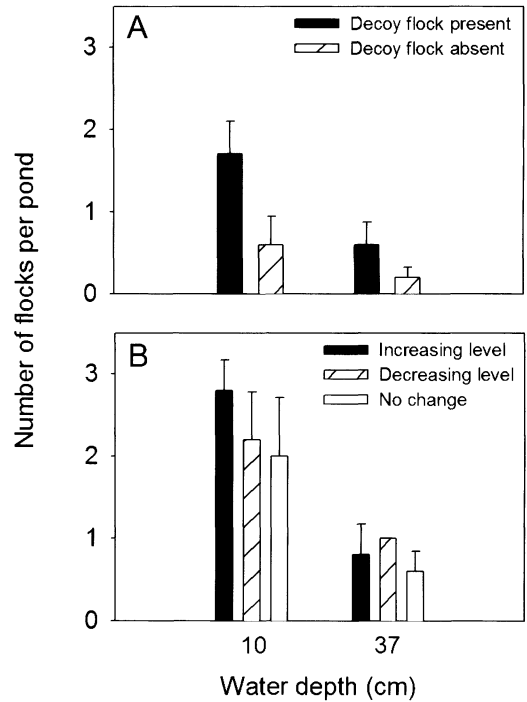 A
Decoy flock present
Decoy flock absent
3
2
1
0
Number of flocks per pond
B
Increasing level
Decreasing level
No change
3
2
1
0
10 37
Water depth (cm)